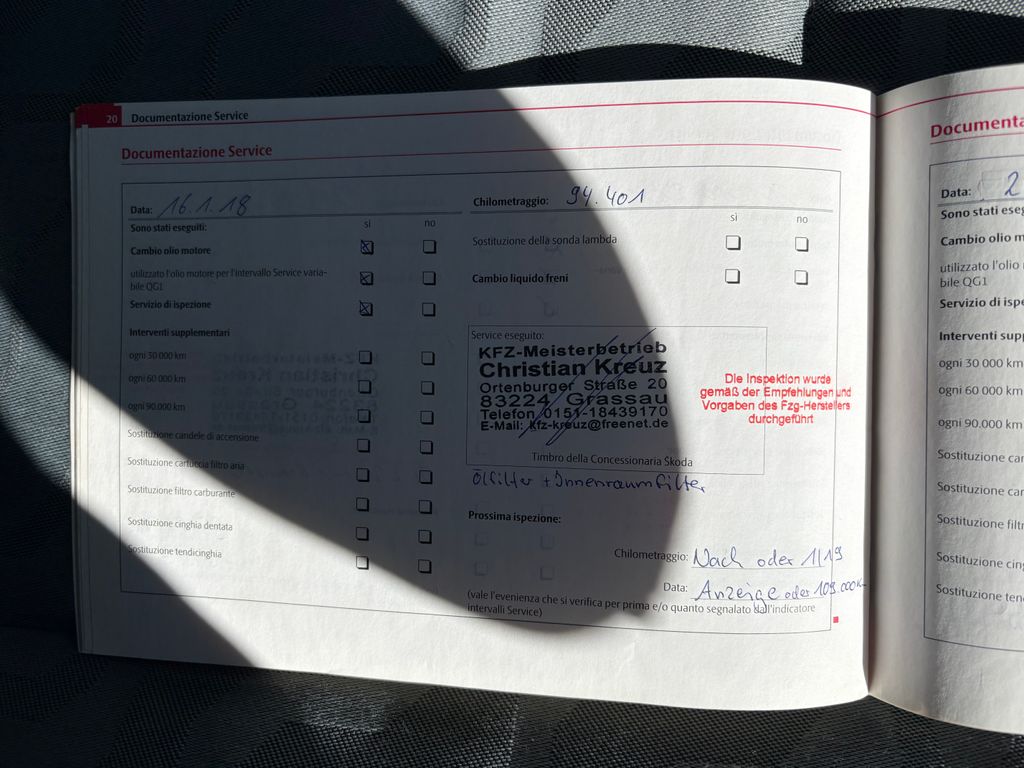 20 Documentazione Service
Documentazione Service
Data: 16.1.18
Sono stati eseguiti:
si no
Cambio olio motore
utilizzato l'olio motore per l'intervallo Service varia-
bile QG1
Servizio di ispezione
Interventi supplementari
ogni 30 000 km
ogni 60 000 km
ogni 90.000 km
Sostituzione candele di accensione
Sostituzione cartuccia filtro aria
Sostituzione filtro carburante
Sostituzione cinghia dentata
Sostituzione tendicinghia
Chilometraggio: 94.401
si no
Sostituzione della sonda lambda
Cambio liquido freni
Service eseguito:
KFZ-Meisterbetrieb
Christian Kreuz
Ortenburger Straße 20
83224 Grassau
Telefon 0151-18439170
E-Mail: kfz-kreuz@freenet.de
Timbro della Concessionaria Škoda
Die Inspektion wurde
gemäß der Empfehlungen und
Vorgaben des Fzg-Herstellers
durchgeführt
Ölfilter + Innenraumfilter
Prossima ispezione:
Chilometraggio: Nach oder 1/19
Data: Anzeige oder 109.000 Km
(vale l'evenienza che si verifica per prima e/o quanto segnalato dall'indicatore
intervalli Service)
Documenta
Data: 2
Sono stati eseg
Cambio olio m
utilizzato l'olio
bile QG1
Servizio di ispe
Interventi supp
ogni 30 000 km
ogni 60 000 km
ogni 90.000 km
Sostituzione can
Sostituzione cart
Sostituzione filtr
Sostituzione cing
Sostituzione ten